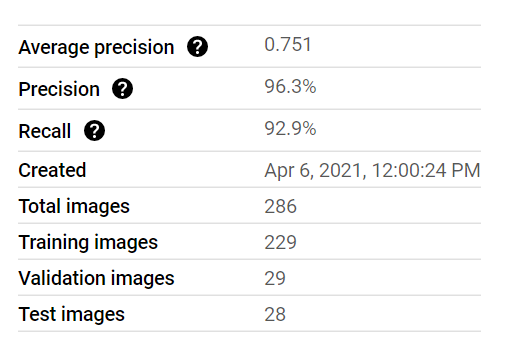 Average precision ? 0.751
Precision ? 96.3%
Recall ? 92.9%
Created Apr 6, 2021, 12:00:24 PM
Total images 286
Training images 229
Validation images 29
Test images 28